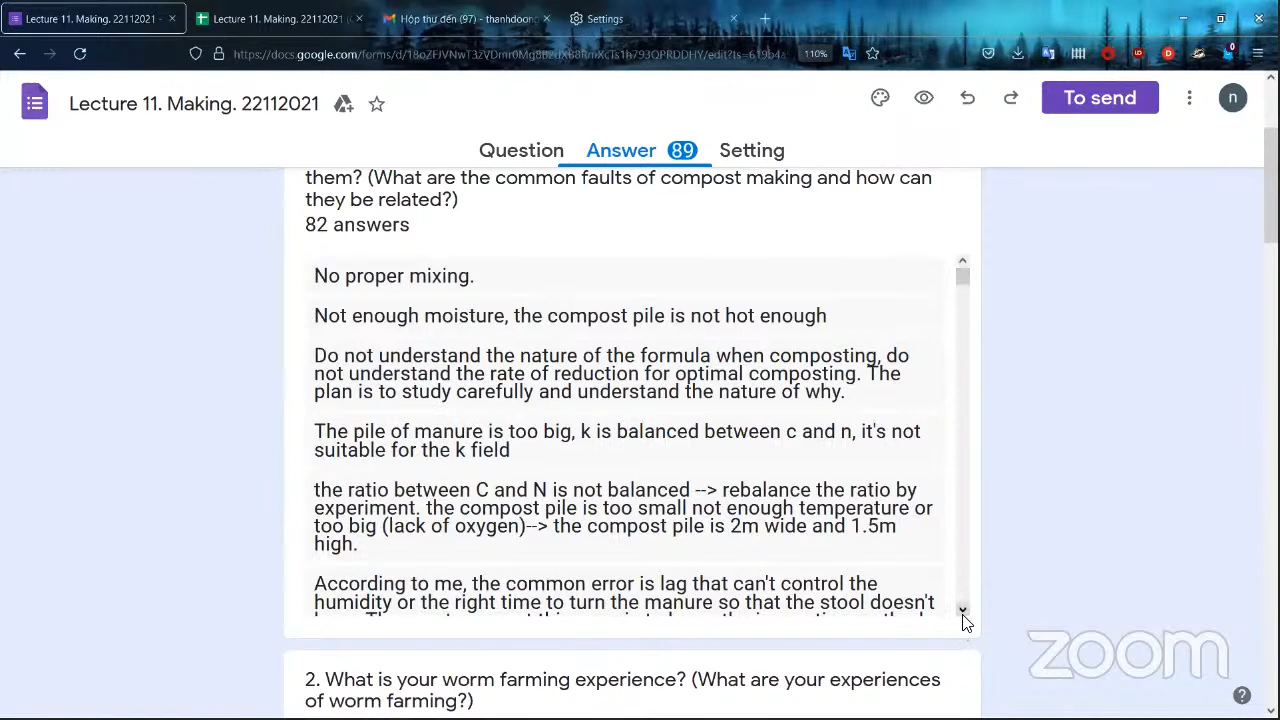 Lecture 11. Making. 22112021 -
Lecture 11. Making. 22112021 (
Hộp thư đến (97) - thanhdoong
Settings
110%
Lecture 11. Making. 22112021
To send
n
Question
Answer 89
Setting
them? (What are the common faults of compost making and how can
they be related?)
82 answers
No proper mixing.
Not enough moisture, the compost pile is not hot enough
Do not understand the nature of the formula when composting, do
not understand the rate of reduction for optimal composting. The
plan is to study carefully and understand the nature of why.
The pile of manure is too big, k is balanced between c and n, it's not
suitable for the k field
the ratio between C and N is not balanced --> rebalance the ratio by
experiment. the compost pile is too small not enough temperature or
too big (lack of oxygen)--> the compost pile is 2m wide and 1.5m
high.
According to me, the common error is lag that can't control the
humidity or the right time to turn the manure so that the stool doesn't
zoom
2. What is your worm farming experience? (What are your experiences
of worm farming?)